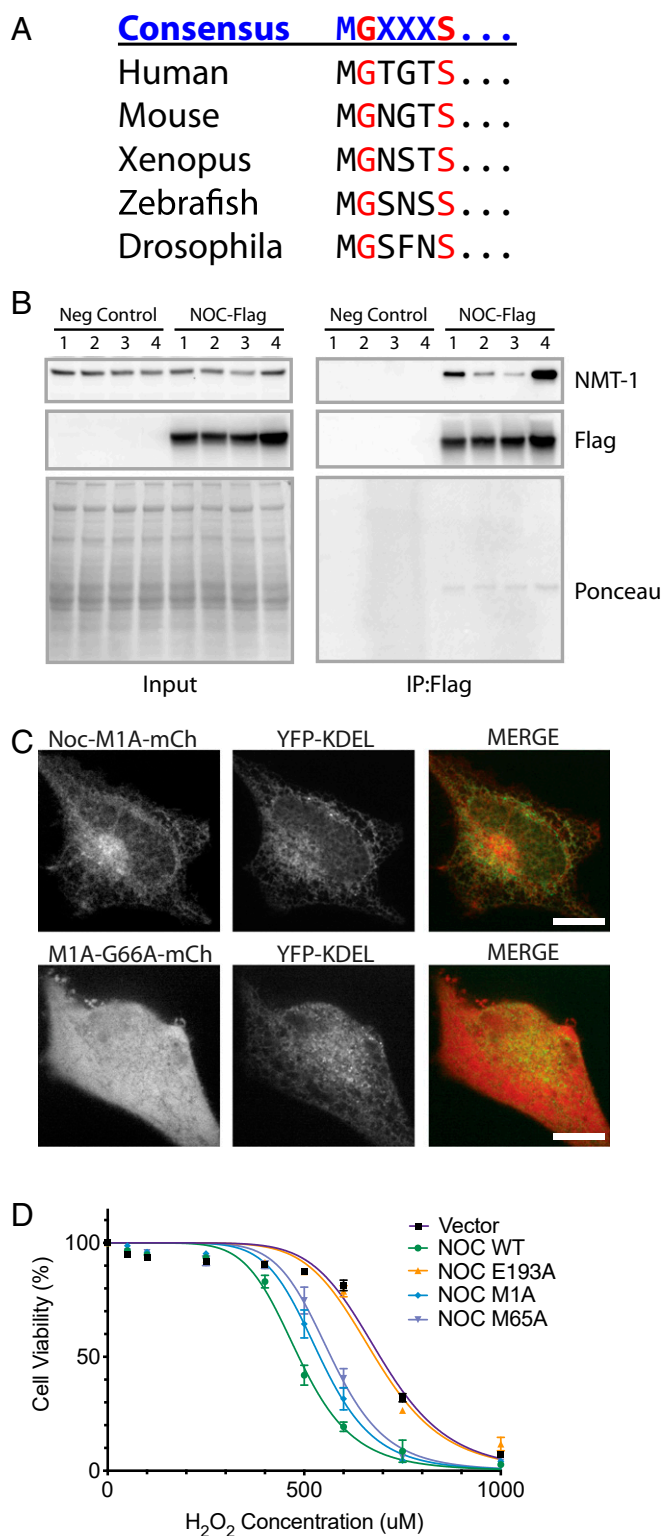 A
Consensus MGXXXS...
Human MGTGTS...
Mouse MGNGTS...
Xenopus MGNSTS...
Zebrafish MGSNSS...
Drosophila MGSFNS...
B
Neg Control NOC-Flag Neg Control NOC-Flag
1 2 3 4 1 2 3 4 1 2 3 4 1 2 3 4
NMT-1
Flag
Ponceau
Input IP:Flag
C
Noc-M1A-mCh YFP-KDEL MERGE
M1A-G66A-mCh YFP-KDEL MERGE
D
Vector
NOC WT
NOC E193A
NOC M1A
NOC M65A
Cell Viability (%)
100
50
0
0 500 1000
H₂O₂ Concentration (uM)